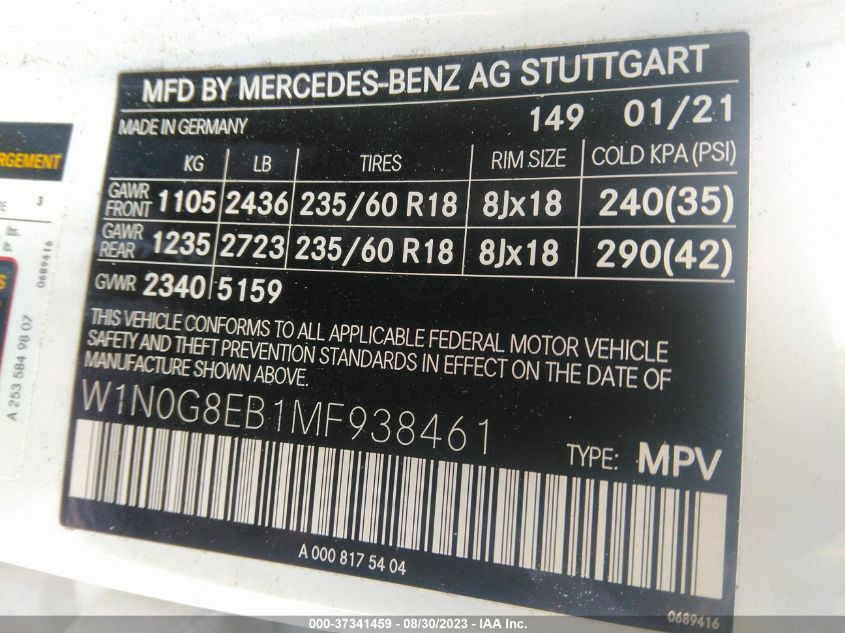 MFD BY MERCEDES-BENZ AG STUTTGART
MADE IN GERMANY 149 01/21
KG LB TIRES RIM SIZE COLD KPA (PSI)
GAWR FRONT 1105 2436 235/60 R18 8Jx18 240(35)
GAWR REAR 1235 2723 235/60 R18 8Jx18 290(42)
GVWR 2340 5159
THIS VEHICLE CONFORMS TO ALL APPLICABLE FEDERAL MOTOR VEHICLE
SAFETY AND THEFT PREVENTION STANDARDS IN EFFECT ON THE DATE OF
MANUFACTURE SHOWN ABOVE.
W1N0G8EB1MF938461
TYPE: MPV
A 000 817 54 04
0689416
3
lbs.
lb.
0689416
A 253 584 98 07
000-37341459 - 08/30/2023 - IAA Inc.